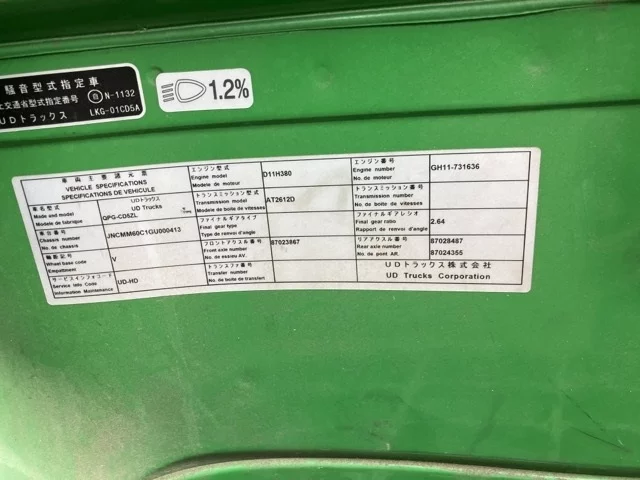 騒音型式指定車
交通省型式指定番号 自 N-1132
UDトラックス LKG-01CD5A
1.2%
車両主要諸元票
VEHICLE SPECIFICATIONS
SPECIFICATIONS DE VEHICULE
車名型式 UDトラックス
Make and model UD Trucks
Modele de fabrique QPG-CD5ZL
車台番号
Chassis number JNCMM60C1GU000413
No. de chassis
軸距記号
Wheel base code V
Empattement
サービスインフォコード
Service Info Code UD-HD
Information Maintenance
エンジン型式
Engine model D11H380
Modele de moteur
トランスミッション型式
Transmission model AT2612D
Modele de boite de vitesses
ファイナルギアタイプ
Final gear type
Type de renvoi d'angle
フロントアクスル番号 87023867
Front axle number
No. de essieu AV.
トランスファ番号
Transfer number
No. de boite de transfert
エンジン番号
Engine number GH11-731636
No. de moteur
トランスミッション番号
Transmission number
No. de boite de vitesses
ファイナルギアレシオ
Final gear ratio 2.64
Rapport de renvoi d'angle
リアアクスル番号 87028487
Rear axle number
No. de pont AR. 87024355
UDトラックス株式会社
UD Trucks Corporation